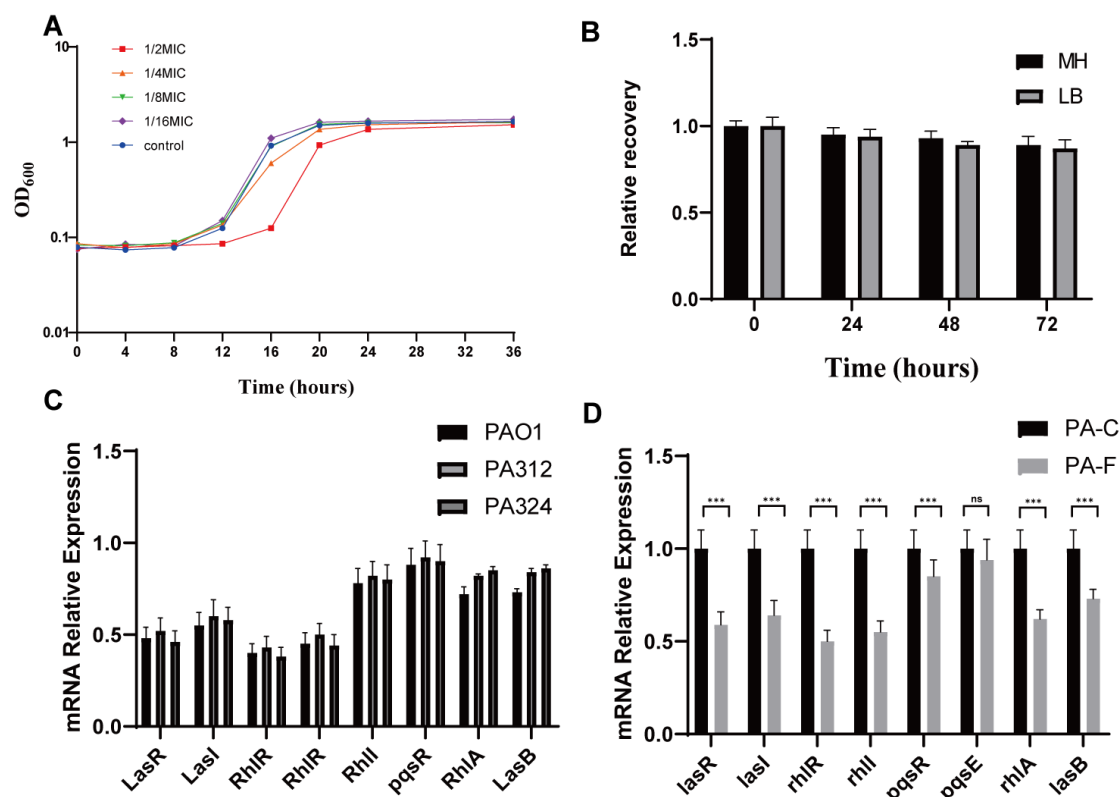 A
1/2MIC
1/4MIC
1/8MIC
1/16MIC
control
10
1
0.1
0.01
OD600
0 4 8 12 16 20 24 28 32 36
Time (hours)
B
MH
LB
1.5
1.0
0.5
0.0
Relative recovery
0 24 48 72
Time (hours)
C
PAO1
PA312
PA324
1.5
1.0
0.5
0.0
mRNA Relative Expression
LasR LasI RhlR RhlR RhlI pqsR RhlA LasB
D
PA-C
PA-F
1.5
1.0
0.5
0.0
mRNA Relative Expression
*** *** *** *** *** ns *** ***
lasR lasI rhlR rhlI pqsR pqsE rhlA lasB